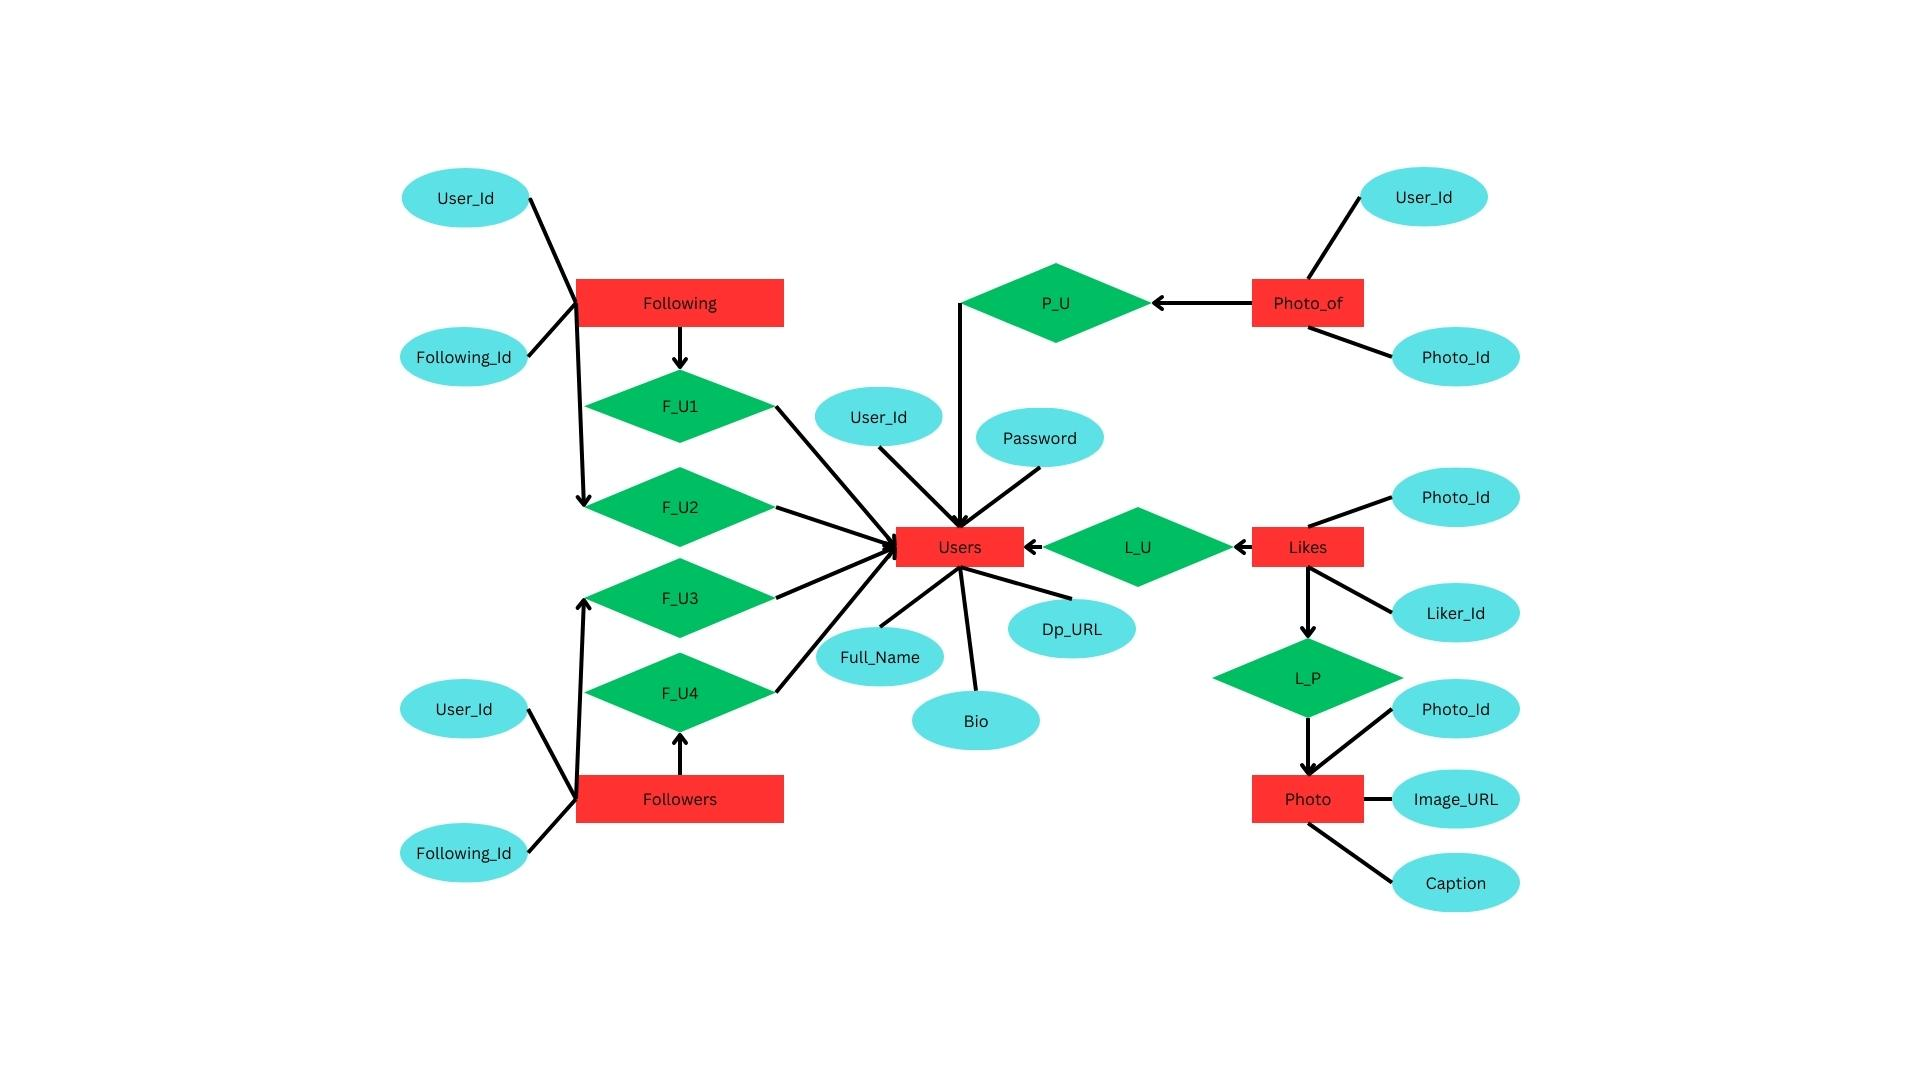 User_Id
User_Id
Following
P_U
Photo_of
Following_Id
Photo_Id
F_U1
User_Id
Password
Photo_Id
F_U2
Users
L_U
Likes
F_U3
Liker_Id
Dp_URL
Full_Name
L_P
F_U4
User_Id
Photo_Id
Bio
Followers
Photo
Image_URL
Following_Id
Caption